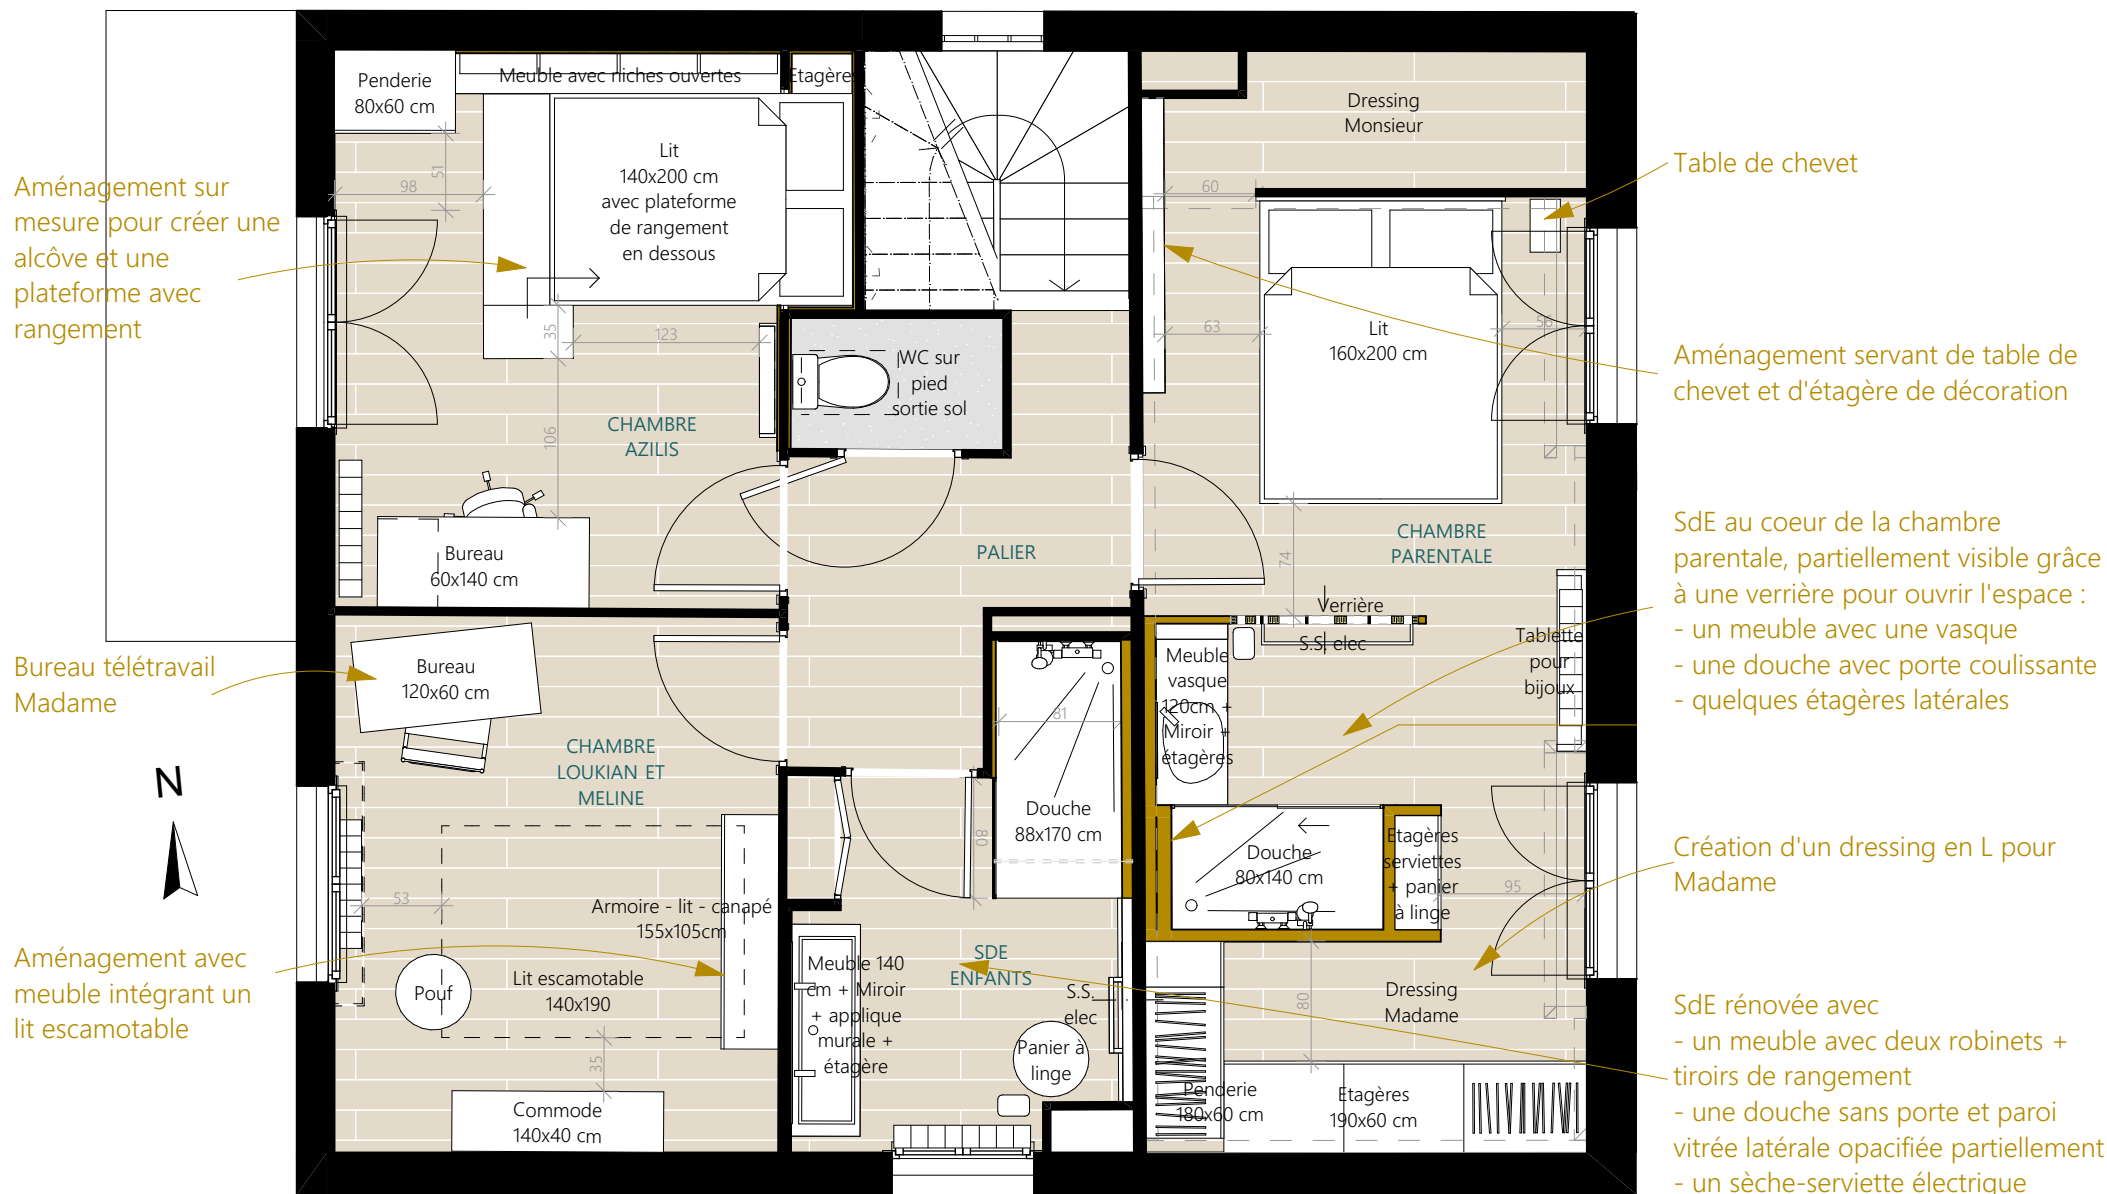 Penderie
80x60 cm
Meuble avec niches ouvertes
Etagère
Lit
140x200 cm
avec plateforme
de rangement
en dessous
98
51
35
123
106
Aménagement sur
mesure pour créer une
alcôve et une
plateforme avec
rangement
CHAMBRE
AZILIS
Bureau
60x140 cm
WC sur
pied
sortie sol
PALIER
Dressing
Monsieur
60
63
56
74
Lit
160x200 cm
CHAMBRE
PARENTALE
Table de chevet
Aménagement servant de table de
chevet et d'étagère de décoration
SdE au coeur de la chambre
parentale, partiellement visible grâce
à une verrière pour ouvrir l'espace :
- un meuble avec une vasque
- une douche avec porte coulissante
- quelques étagères latérales
Verrière
S.S. elec
Tablette
pour
bijoux
Meuble
vasque
120cm +
Miroir +
étagères
Douche
80x140 cm
Etagères
serviettes
+ panier
à linge
95
80
Création d'un dressing en L pour
Madame
Dressing
Madame
Penderie
180x60 cm
Etagères
190x60 cm
Bureau télétravail
Madame
Bureau
120x60 cm
CHAMBRE
LOUKIAN ET
MELINE
N
53
Armoire - lit - canapé
155x105cm
Lit escamotable
140x190
Pouf
35
Commode
140x40 cm
Aménagement avec
meuble intégrant un
lit escamotable
81
Douche
88x170 cm
80
SDE
ENFANTS
Meuble 140
cm + Miroir
+ applique
murale +
étagère
S.S.
elec
Panier à
linge
SdE rénovée avec
- un meuble avec deux robinets +
tiroirs de rangement
- une douche sans porte et paroi
vitrée latérale opacifiée partiellement
- un sèche-serviette électrique